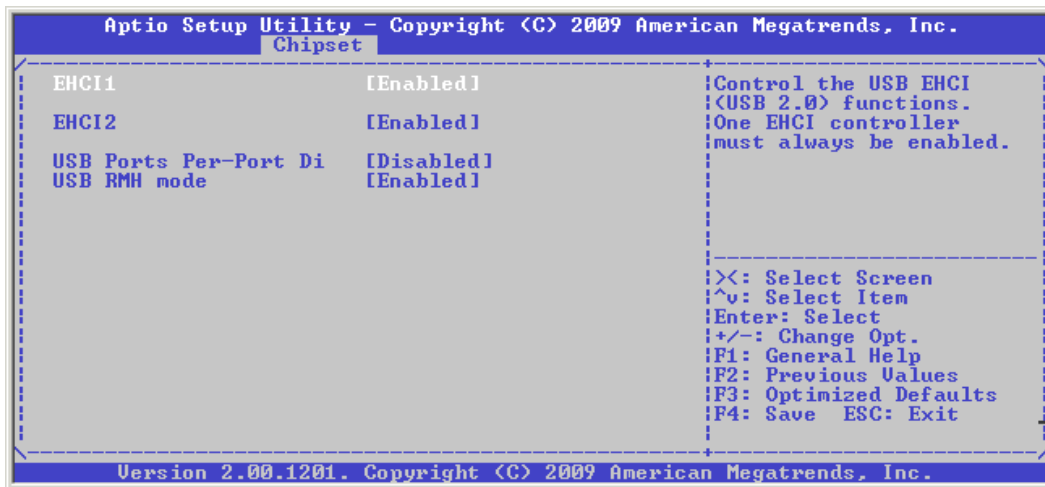 Aptio Setup Utility - Copyright (C) 2009 American Megatrends, Inc.
Chipset
EHCI1 [Enabled]
EHCI2 [Enabled]
USB Ports Per-Port Di [Disabled]
USB RMH mode [Enabled]
Control the USB EHCI
(USB 2.0) functions.
One EHCI controller
must always be enabled.
><: Select Screen
^v: Select Item
Enter: Select
+/-: Change Opt.
F1: General Help
F2: Previous Values
F3: Optimized Defaults
F4: Save ESC: Exit
Version 2.00.1201. Copyright (C) 2009 American Megatrends, Inc.